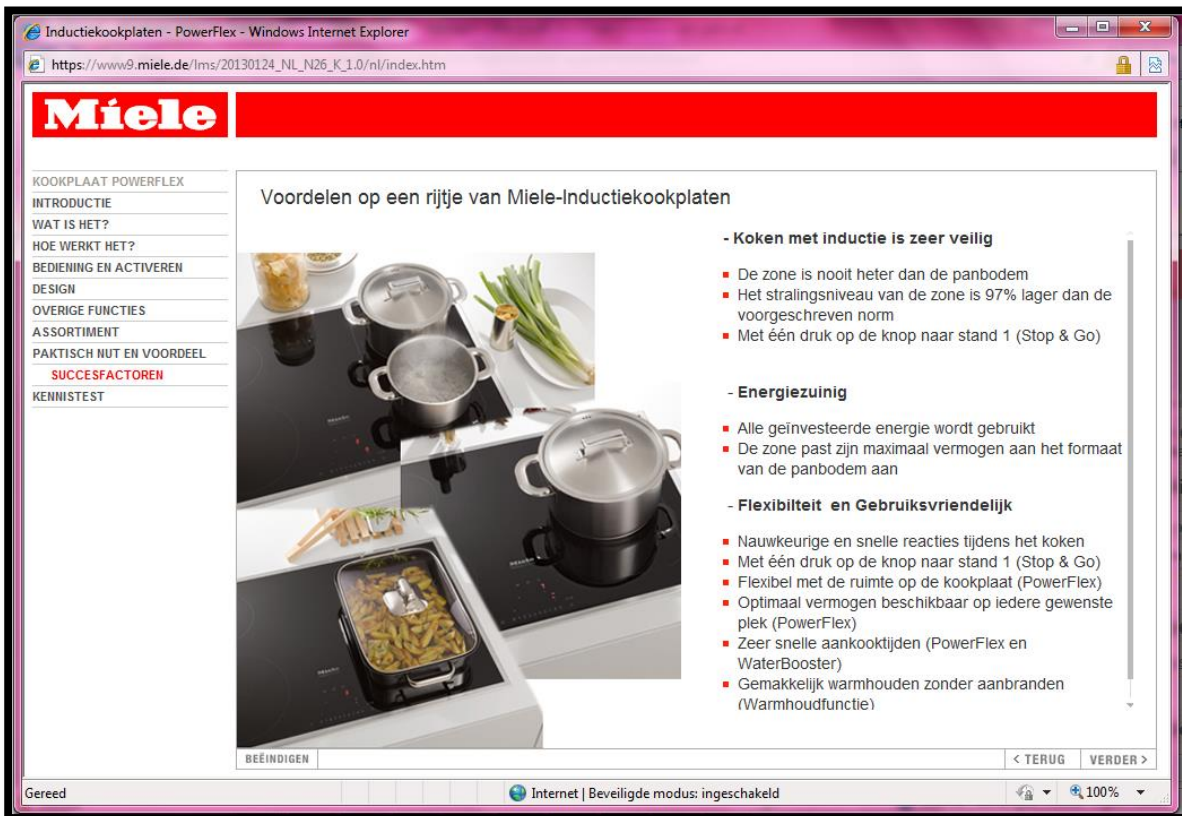 Inductiekookplaten - PowerFlex - Windows Internet Explorer
https://www9.miele.de/lms/20130124_NL_N26_K_1.0/nl/index.htm
Miele
KOOKPLAAT POWERFLEX
INTRODUCTIE
WAT IS HET?
HOE WERKT HET?
BEDIENING EN ACTIVEREN
DESIGN
OVERIGE FUNCTIES
ASSORTIMENT
PAKTISCH NUT EN VOORDEEL
SUCCESFACTOREN
KENNISTEST
Voordelen op een rijtje van Miele-Inductiekookplaten
- Koken met inductie is zeer veilig
De zone is nooit heter dan de panbodem
Het stralingsniveau van de zone is 97% lager dan de
voorgeschreven norm
Met één druk op de knop naar stand 1 (Stop & Go)
- Energiezuinig
Alle geïnvesteerde energie wordt gebruikt
De zone past zijn maximaal vermogen aan het formaat
van de panbodem aan
- Flexibilteit en Gebruiksvriendelijk
Nauwkeurige en snelle reacties tijdens het koken
Met één druk op de knop naar stand 1 (Stop & Go)
Flexibel met de ruimte op de kookplaat (PowerFlex)
Optimaal vermogen beschikbaar op iedere gewenste
plek (PowerFlex)
Zeer snelle aankooktijden (PowerFlex en
WaterBooster)
Gemakkelijk warmhouden zonder aanbranden
(Warmhoudfunctie)
BEËINDIGEN
< TERUG
VERDER >
Gereed
Internet | Beveiligde modus: ingeschakeld
100%